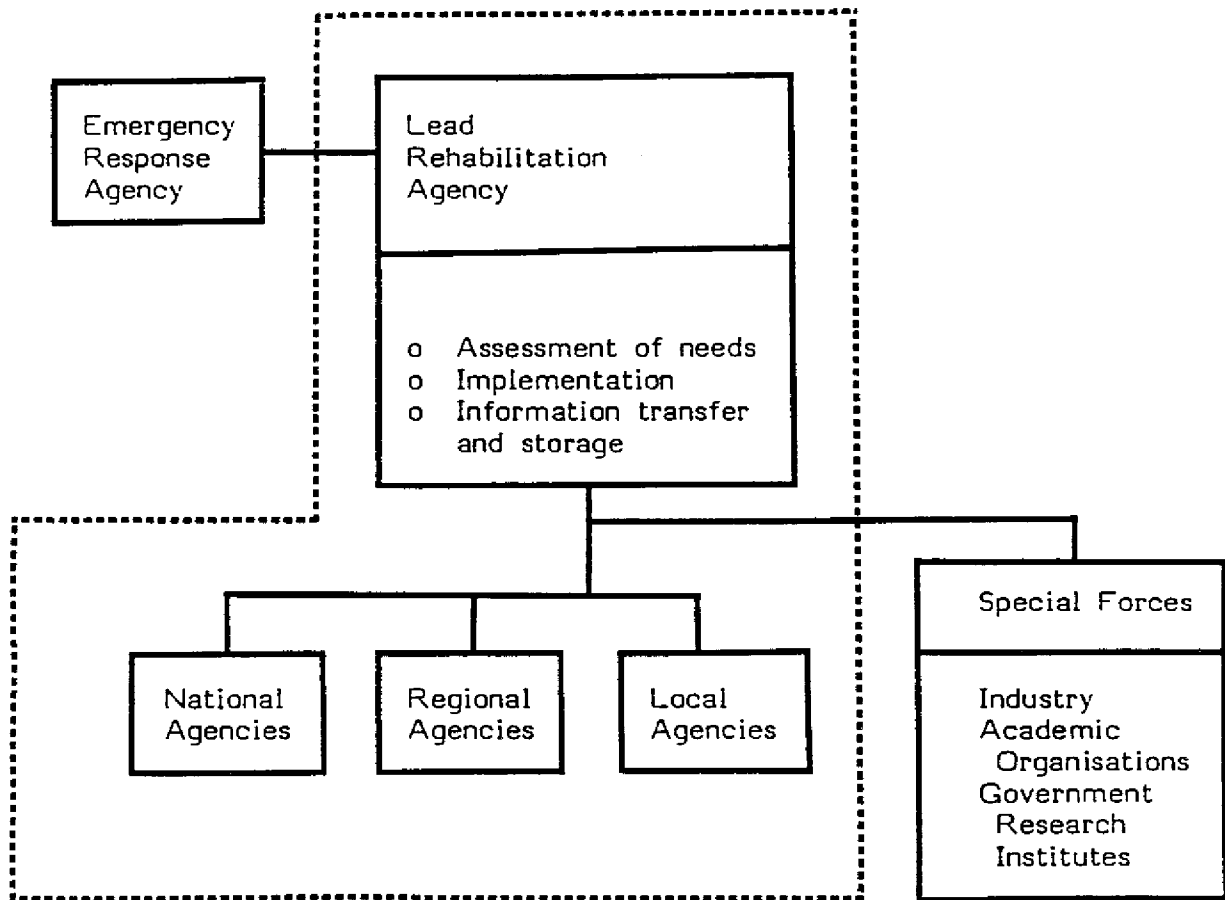 Emergency
Response
Agency
Lead
Rehabilitation
Agency
o Assessment of needs
o Implementation
o Information transfer
and storage
National
Agencies
Regional
Agencies
Local
Agencies
Special Forces
Industry
Academic
Organisations
Government
Research
Institutes